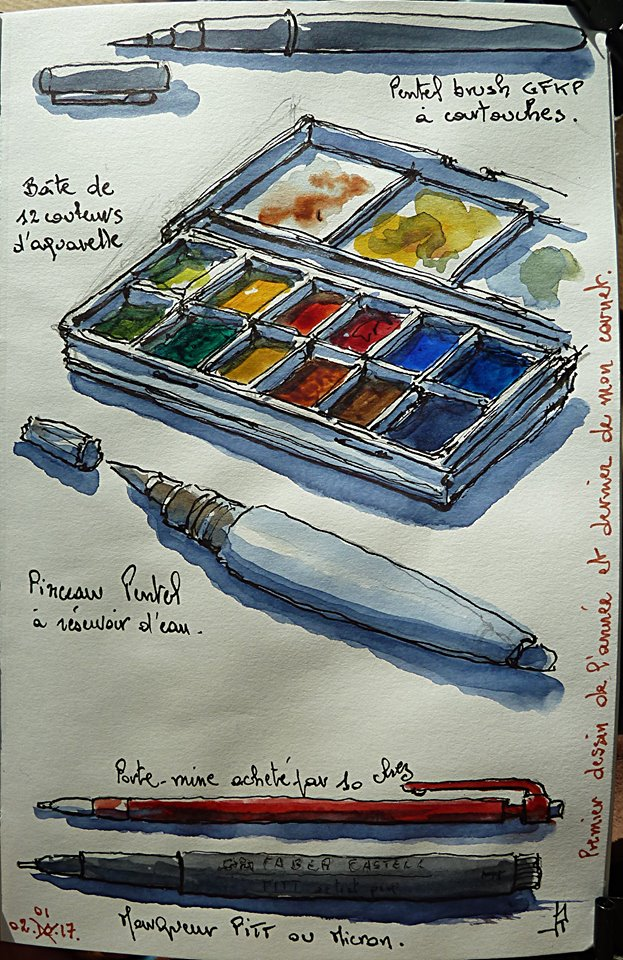 Pentel brush GFKP
à cartouches.
Boîte de
12 couleurs
d'aquarelle
Pinceau Pentel
à réservoir d'eau.
Porte-mine acheté par 10 chez
FABER CASTELL
PITT artist pen
Marqueur PITT ou Micron.
02.01.17.
Premier dessin de l'année et dernier de mon carnet.